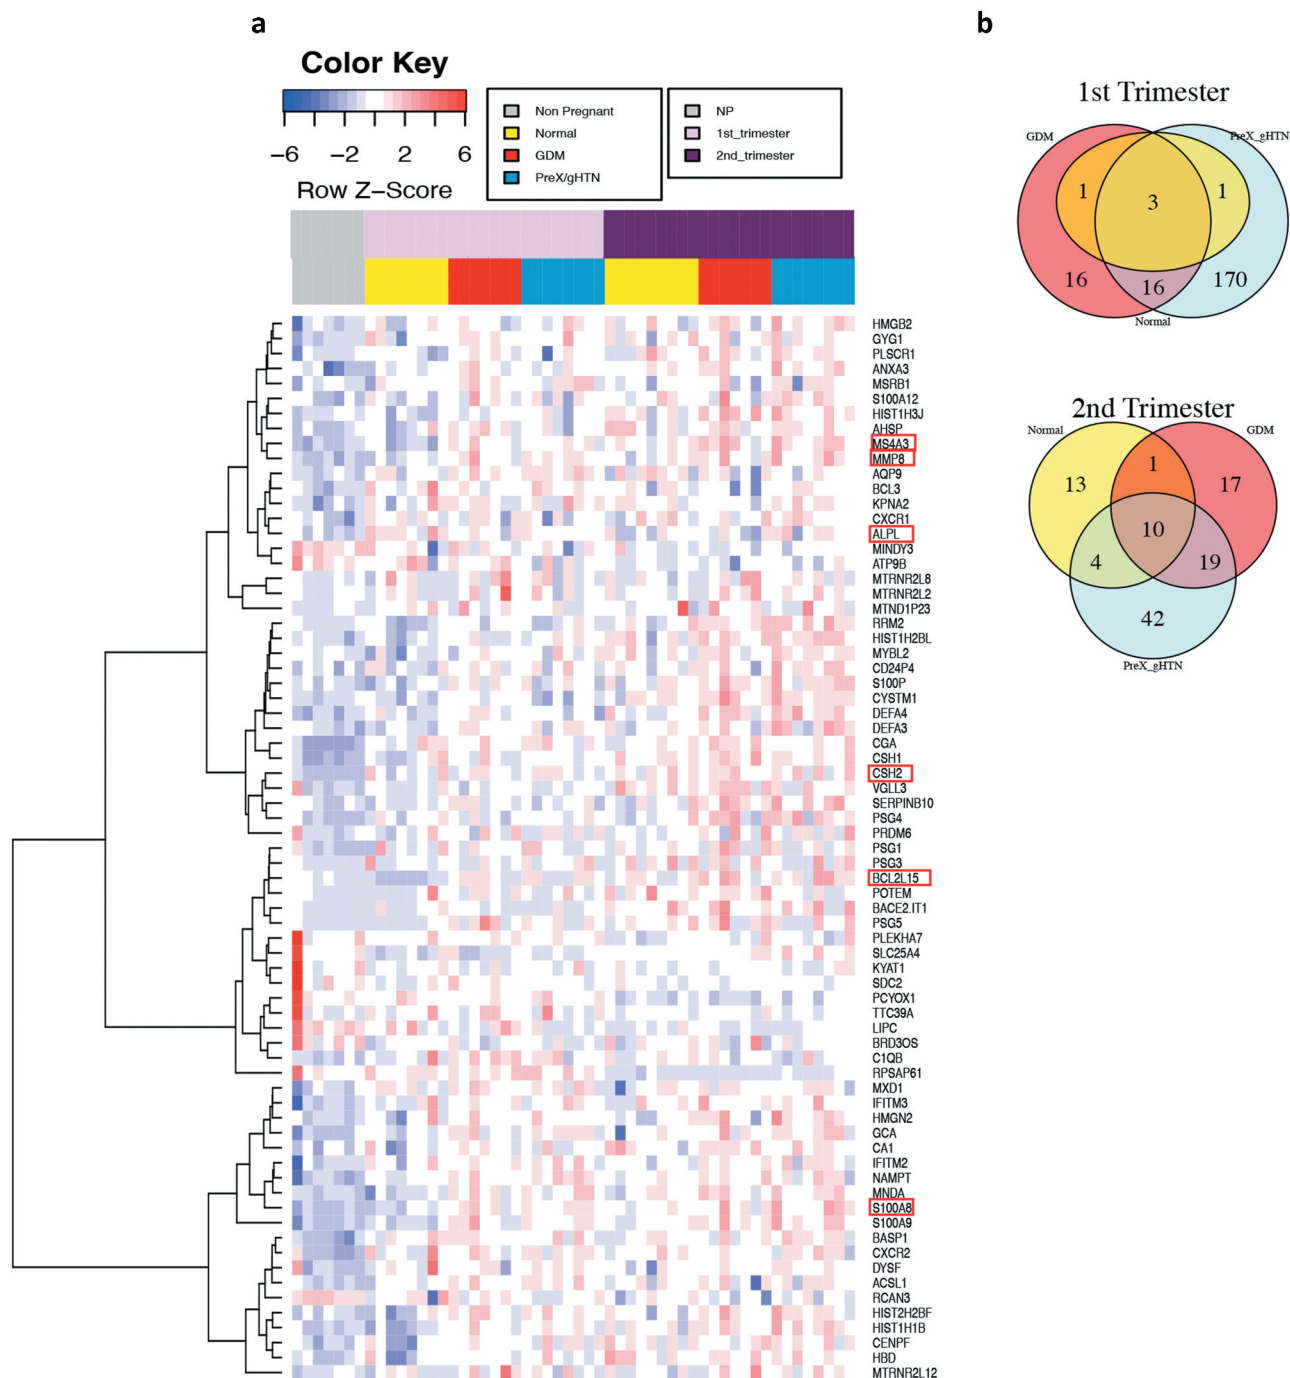 a
b
Color Key
−6 −2 2 6
Row Z−Score
Non Pregnant
Normal
GDM
PreX/gHTN
NP
1st_trimester
2nd_trimester
HMGB2
GYG1
PLSCR1
ANXA3
MSRB1
S100A12
HIST1H3J
AHSP
MS4A3
MMP8
AQP9
BCL3
KPNA2
CXCR1
ALPL
MINDY3
ATP9B
MTRNR2L8
MTRNR2L2
MTND1P23
RRM2
HIST1H2BL
MYBL2
CD24P4
S100P
CYSTM1
DEFA4
DEFA3
CGA
CSH1
CSH2
VGLL3
SERPINB10
PSG4
PRDM6
PSG1
PSG3
BCL2L15
POTEM
BACE2.IT1
PSG5
PLEKHA7
SLC25A4
KYAT1
SDC2
PCYOX1
TTC39A
LIPC
BRD3OS
C1QB
RPSAP61
MXD1
IFITM3
HMGN2
GCA
CA1
IFITM2
NAMPT
MNDA
S100A8
S100A9
BASP1
CXCR2
DYSF
ACSL1
RCAN3
HIST2H2BF
HIST1H1B
CENPF
HBD
MTRNR2L12
1st Trimester
GDM
PreX_gHTN
1 3 1
16 16 170
Normal
2nd Trimester
Normal
GDM
1
13 17
10
4 19
42
PreX_gHTN